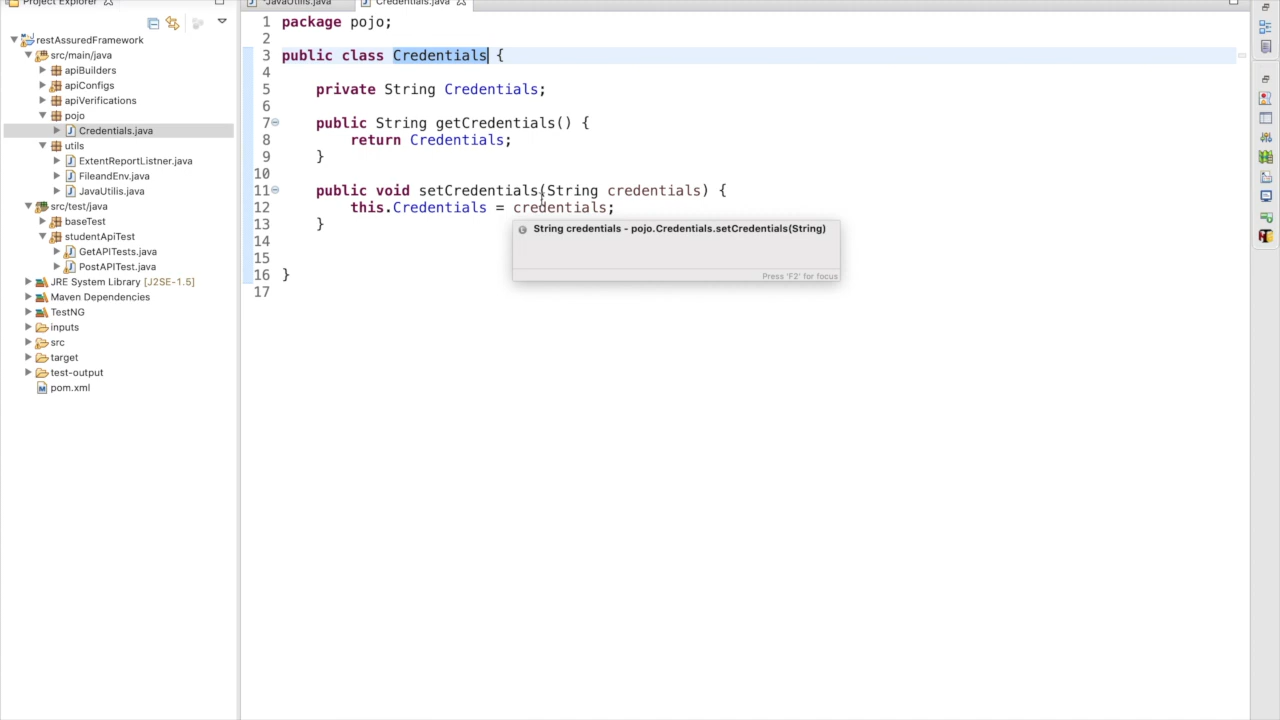 Project Explorer
*JavaUtilis.java
Credentials.java
restAssuredFramework
src/main/java
apiBuilders
apiConfigs
apiVerifications
pojo
Credentials.java
utils
ExtentReportListner.java
FileandEnv.java
JavaUtilis.java
src/test/java
baseTest
studentApiTest
GetAPITests.java
PostAPITest.java
JRE System Library [J2SE-1.5]
Maven Dependencies
TestNG
inputs
src
target
test-output
pom.xml
1 package pojo;
2
3 public class Credentials {
4
5 private String Credentials;
6
7 public String getCredentials() {
8 return Credentials;
9 }
10
11 public void setCredentials(String credentials) {
12 this.Credentials = credentials;
13 }
14
15
16 }
17
String credentials - pojo.Credentials.setCredentials(String)
Press 'F2' for focus